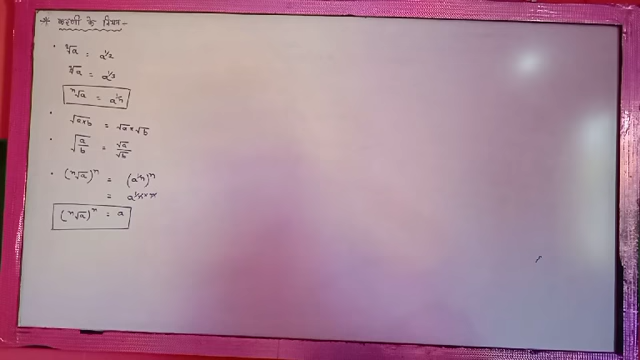 * करणी के नियम -
• ²√a = a^1/2
³√a = a^1/3
ⁿ√a = a^1/n
• √a×b = √a × √b
• √a/b = √a/√b
• (ⁿ√a)ⁿ = (a^1/n)ⁿ
= a^1/n × n
(ⁿ√a)ⁿ = a